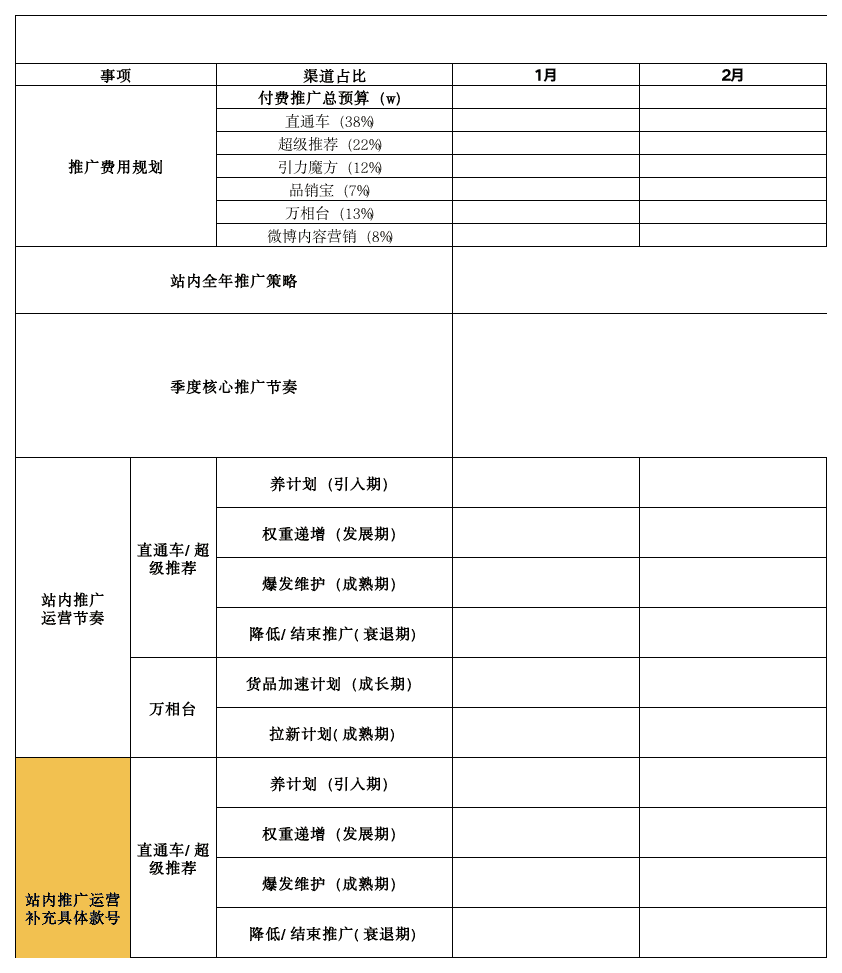 事项 渠道占比 1月 2月
付费推广总预算（w）
直通车（38%）
超级推荐（22%）
推广费用规划 引力魔方（12%）
品销宝（7%）
万相台（13%）
微博内容营销（8%）
站内全年推广策略
季度核心推广节奏
站内推广
运营节奏
直通车/超
级推荐
养计划（引入期）
权重递增（发展期）
爆发维护（成熟期）
降低/结束推广(衰退期)
万相台
货品加速计划（成长期）
拉新计划(成熟期)
站内推广运营
补充具体款号
直通车/超
级推荐
养计划（引入期）
权重递增（发展期）
爆发维护（成熟期）
降低/结束推广(衰退期)